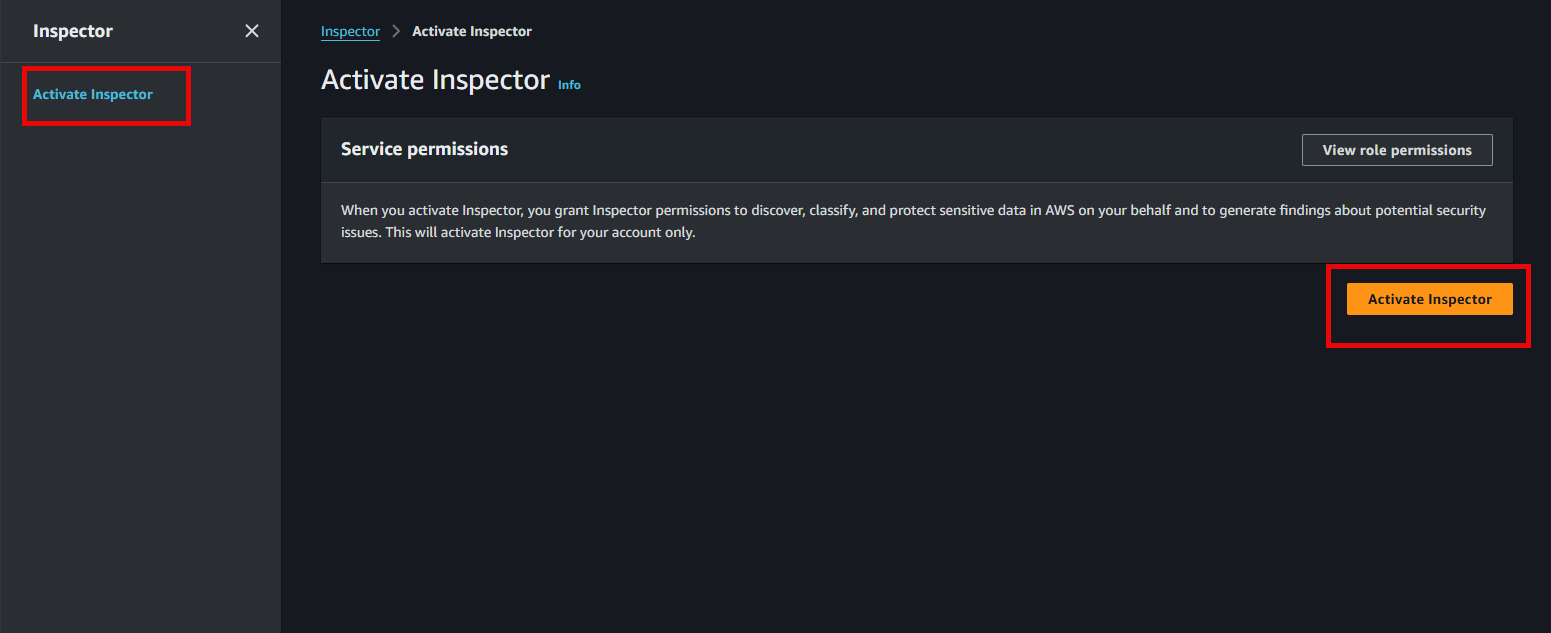 Inspector
Activate Inspector
Inspector > Activate Inspector
Activate Inspector Info
Service permissions
View role permissions
When you activate Inspector, you grant Inspector permissions to discover, classify, and protect sensitive data in AWS on your behalf and to generate findings about potential security
issues. This will activate Inspector for your account only.
Activate Inspector